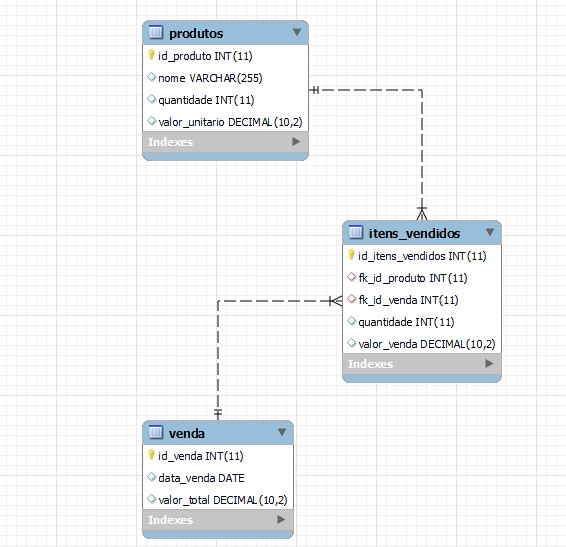 produtos
id_produto INT(11)
nome VARCHAR(255)
quantidade INT(11)
valor_unitario DECIMAL(10,2)
Indexes
itens_vendidos
id_itens_vendidos INT(11)
fk_id_produto INT(11)
fk_id_venda INT(11)
quantidade INT(11)
valor_venda DECIMAL(10,2)
Indexes
venda
id_venda INT(11)
data_venda DATE
valor_total DECIMAL(10,2)
Indexes